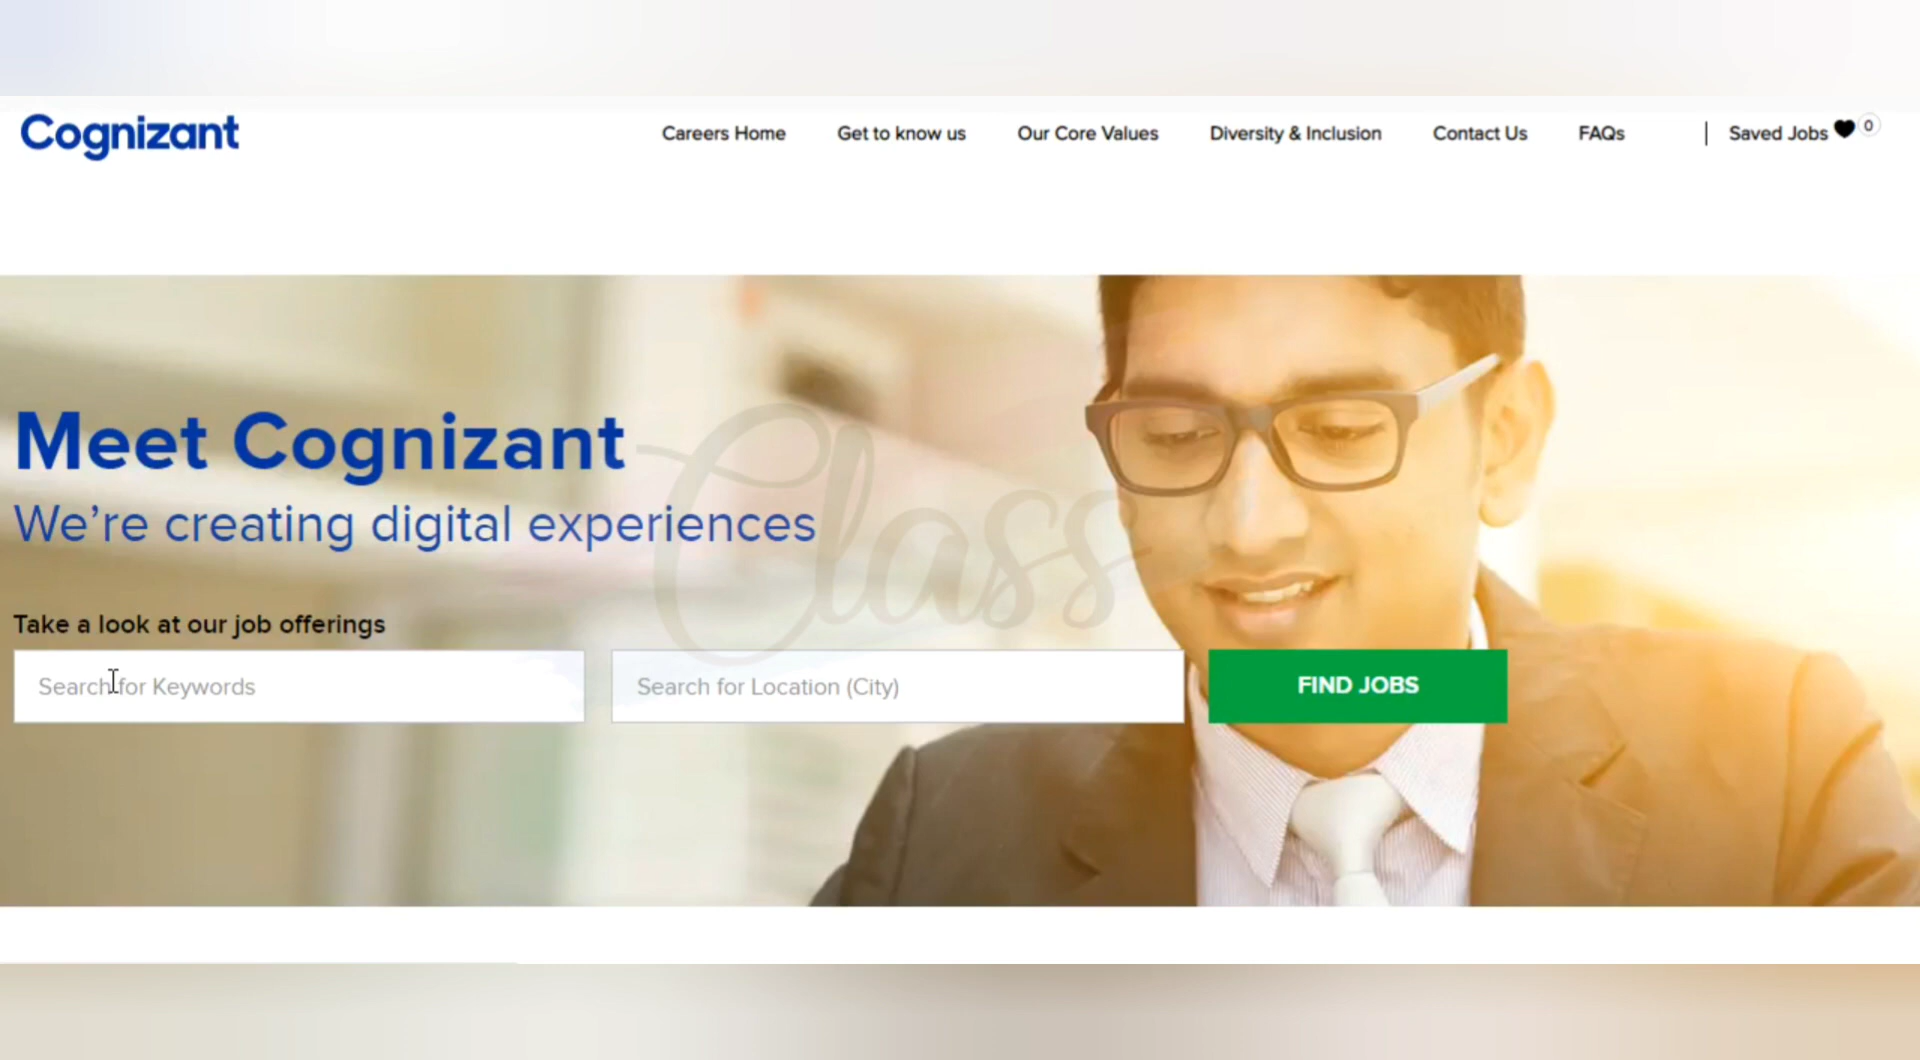 Cognizant
Careers Home
Get to know us
Our Core Values
Diversity & Inclusion
Contact Us
FAQs
Saved Jobs
0
Meet Cognizant
We're creating digital experiences
Class
Take a look at our job offerings
Search for Keywords
Search for Location (City)
FIND JOBS